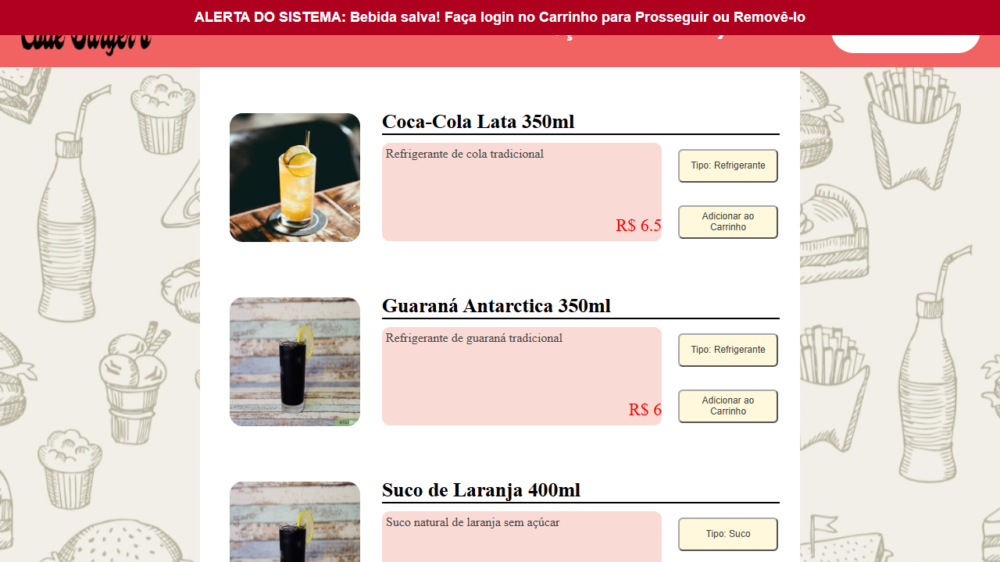 ALERTA DO SISTEMA: Bebida salva! Faça login no Carrinho para Prosseguir ou Removê-lo
Coca-Cola Lata 350ml
Refrigerante de cola tradicional
Tipo: Refrigerante
R$ 6.5
Adicionar ao
Carrinho
Guaraná Antarctica 350ml
Refrigerante de guaraná tradicional
Tipo: Refrigerante
R$ 6
Adicionar ao
Carrinho
Suco de Laranja 400ml
Suco natural de laranja sem açúcar
Tipo: Suco